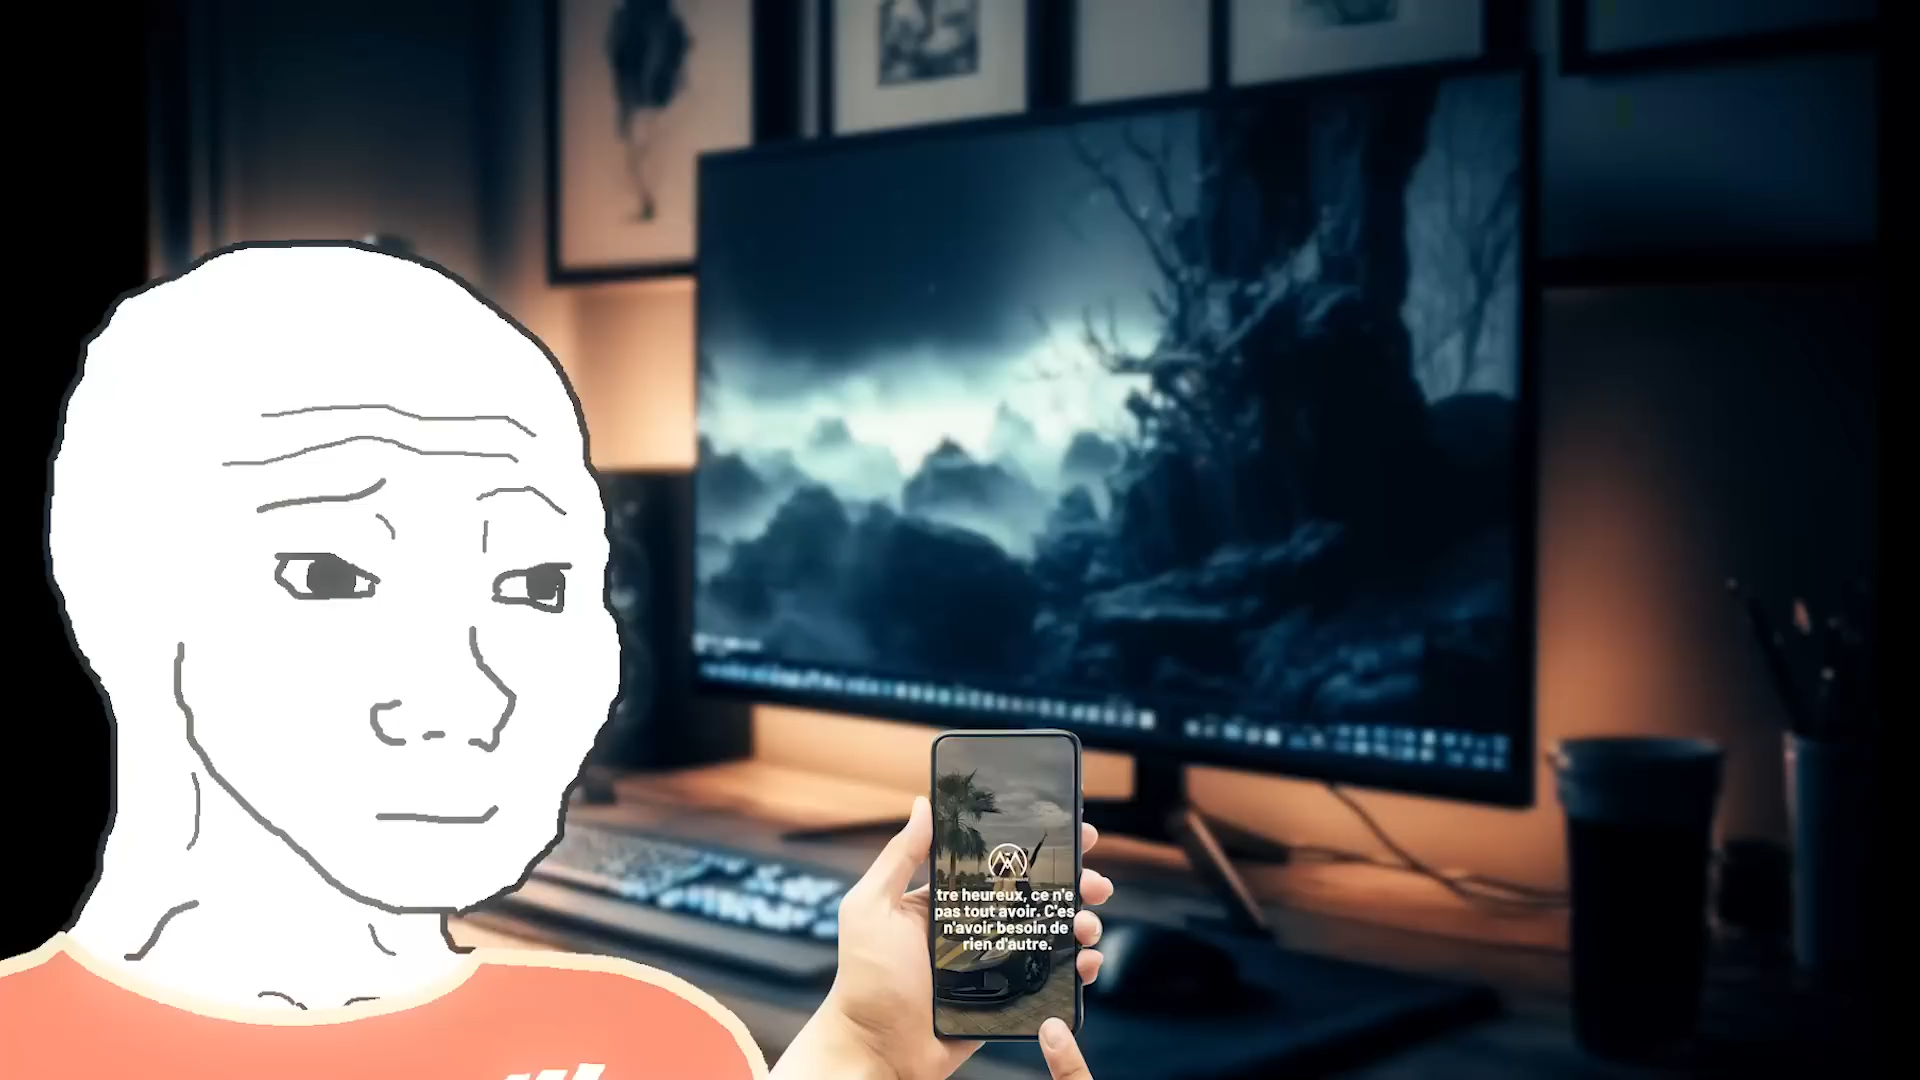 tre heureux, ce n'e
pas tout avoir. C'es
n'avoir besoin de
rien d'autre.